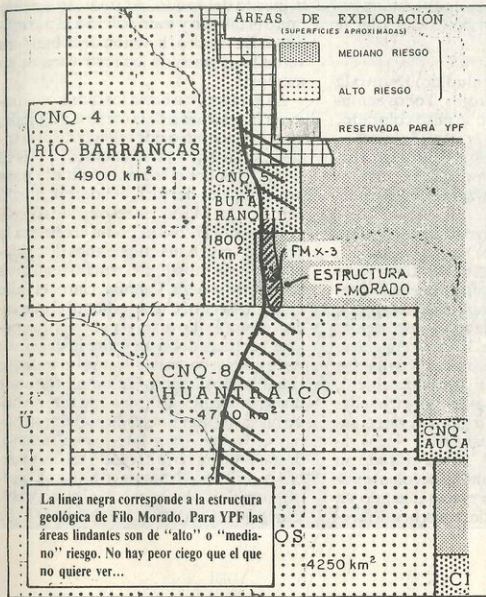 ÁREAS DE EXPLORACIÓN
(SUPERFICIES APROXIMADAS)
MEDIANO RIESGO
ALTO RIESGO
RESERVADA PARA YPF
CNQ-4
RIO BARRANCAS
4900 km²
CNQ-5
BUTA
RANQUIL
1800
km²
FM.X-3
ESTRUCTURA
F.MORADO
CNQ-8
HUANTRAICO
4700 km²
U
CNQ-
AUCA
OS
4250 km²
CI
La línea negra corresponde a la estructura
geológica de Filo Morado. Para YPF las
áreas lindantes son de "alto" o "media-
no" riesgo. No hay peor ciego que el que
no quiere ver...